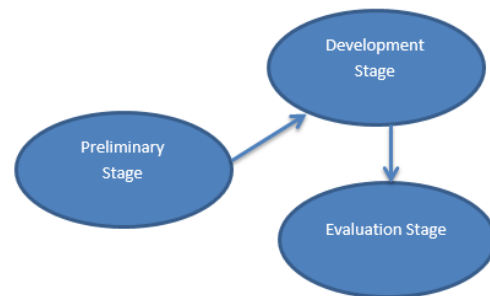 Development
Stage
Preliminary
Stage
Evaluation Stage